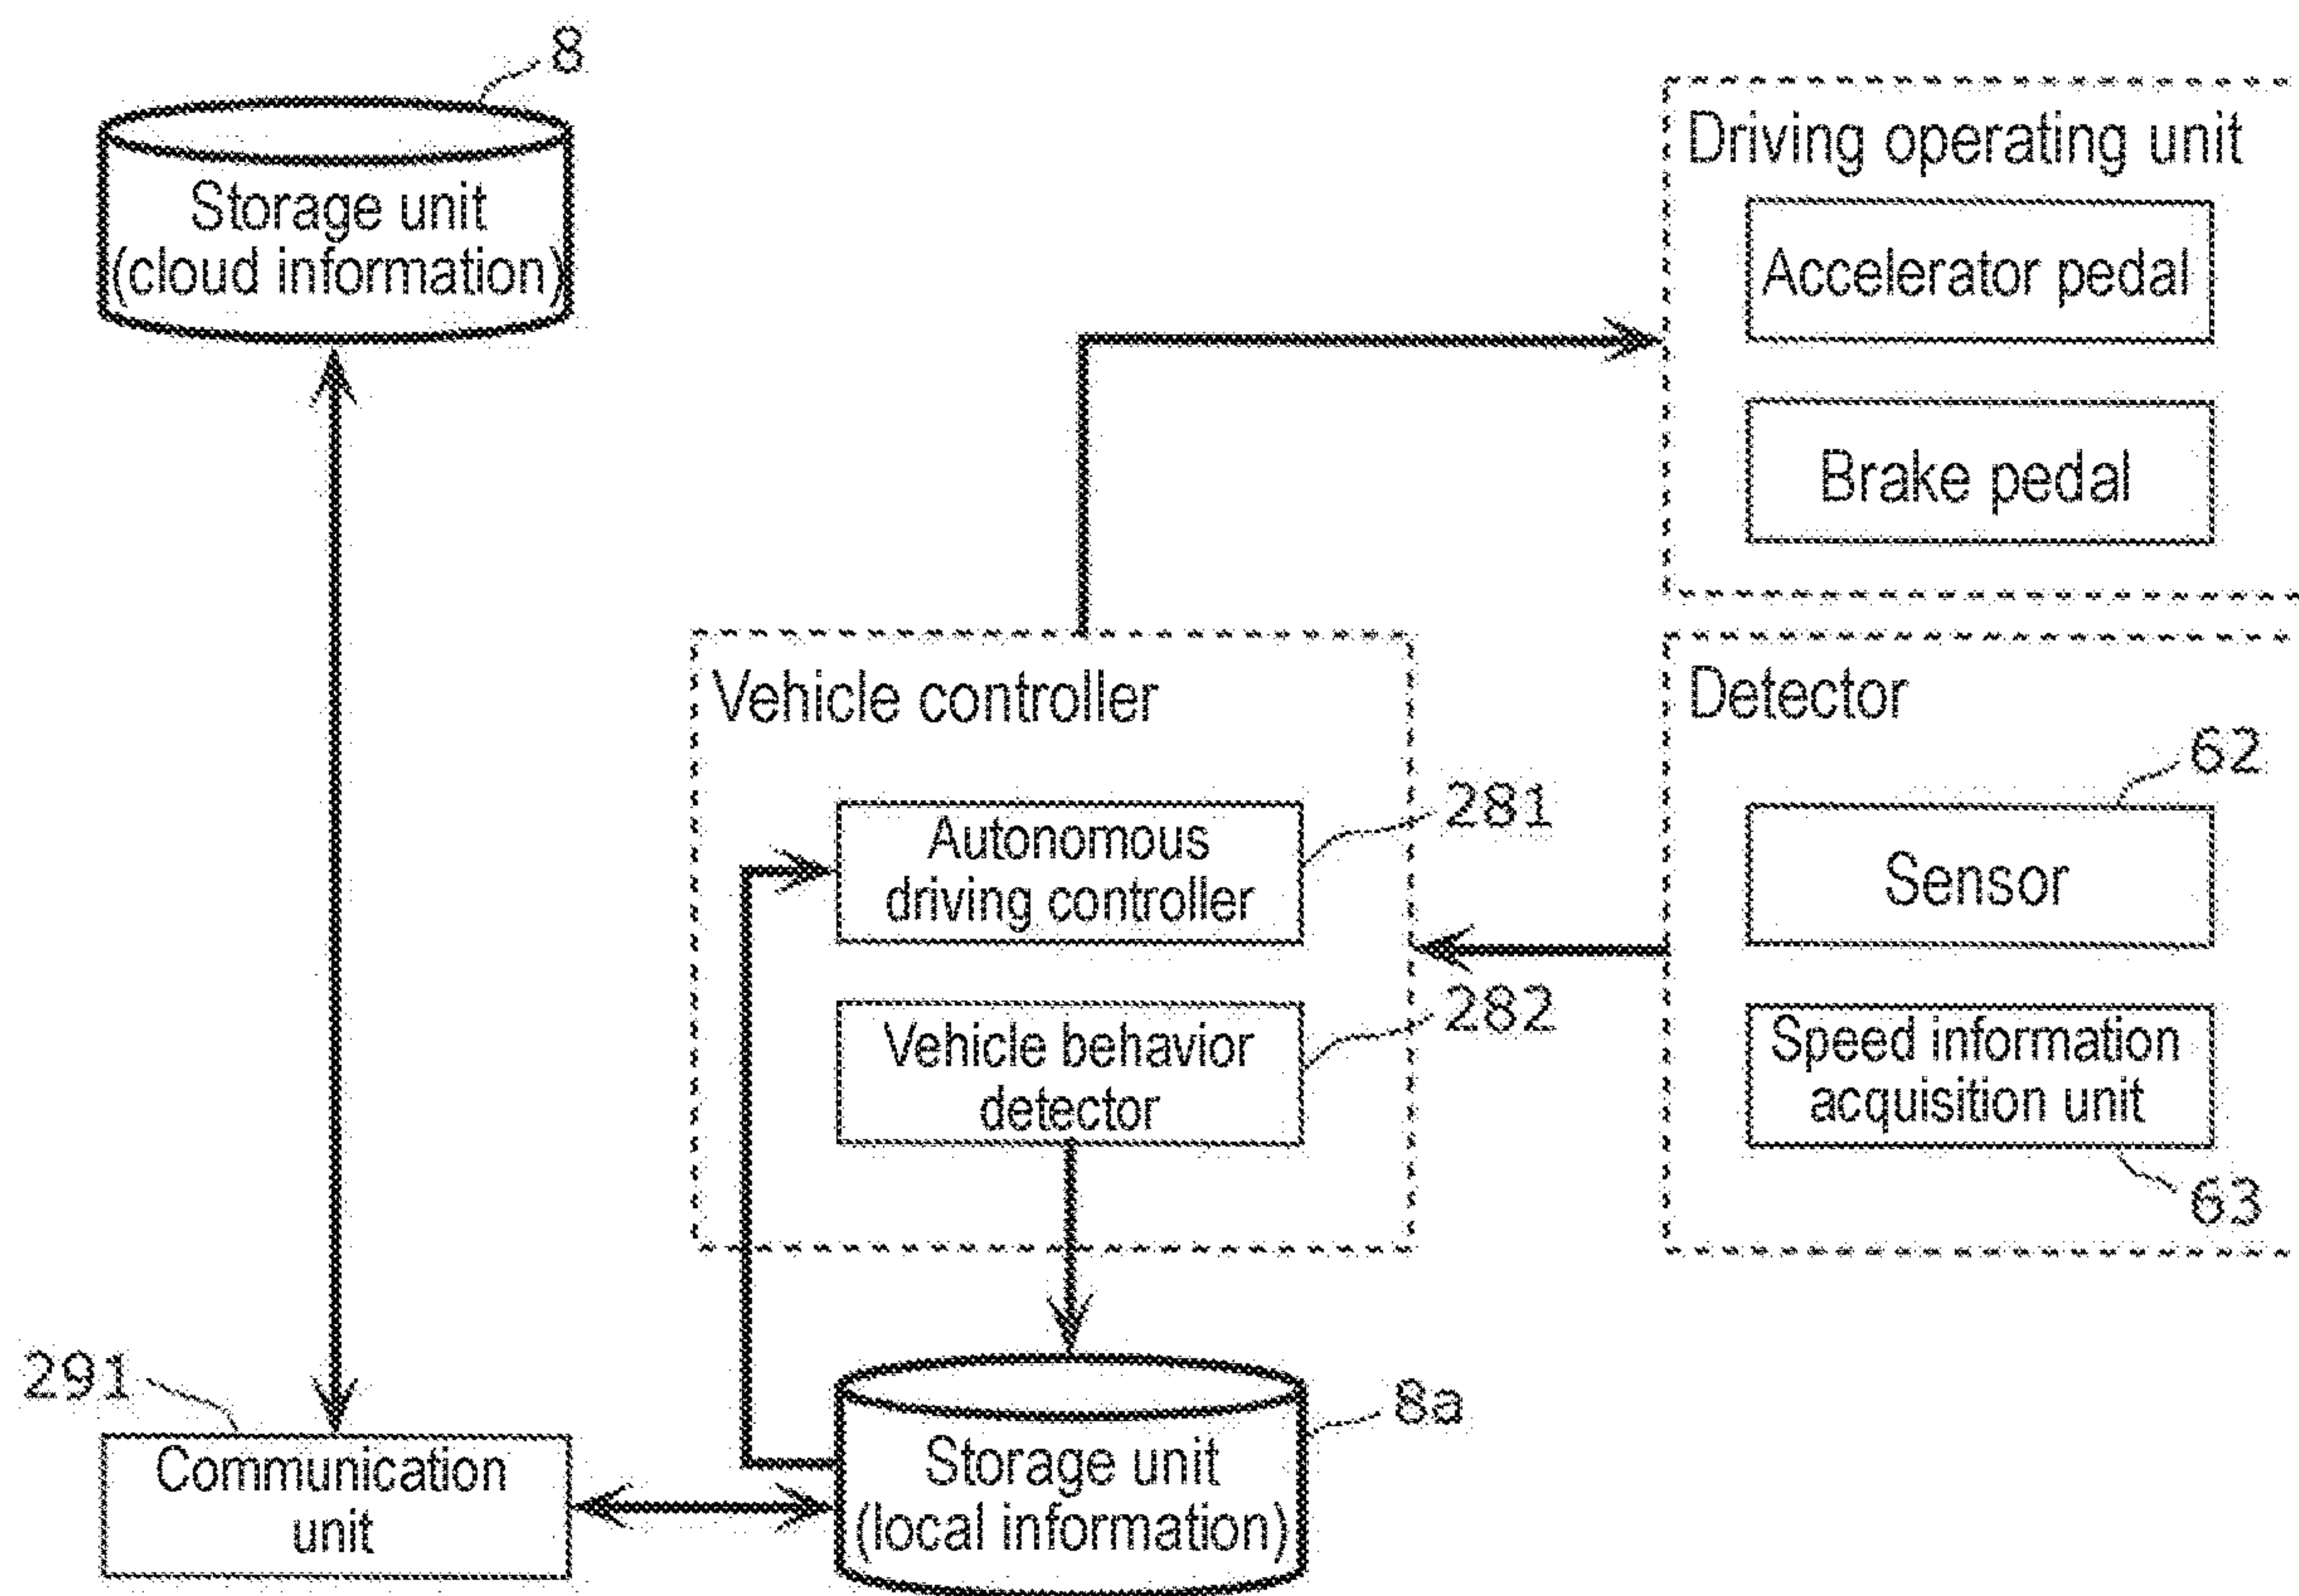 8
Storage unit
(cloud information)
Driving operating unit
Accelerator pedal
Brake pedal
Vehicle controller
Autonomous
driving controller
281
Vehicle behavior
detector
282
Detector
62
Sensor
Speed information
acquisition unit
63
291
Communication
unit
8a
Storage unit
(local information)